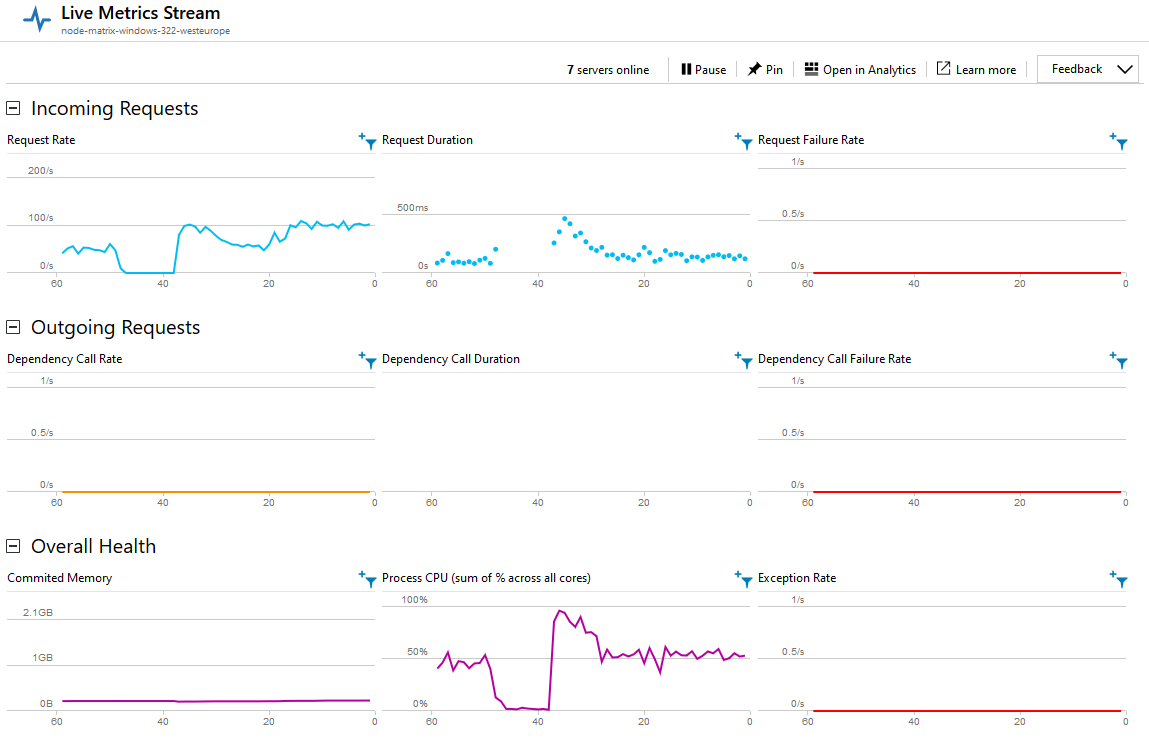 Live Metrics Stream
node-matrix-windows-322-westeurope
7 servers online Pause Pin Open in Analytics Learn more Feedback
Incoming Requests
Request Rate Request Duration Request Failure Rate
200/s
100/s
0/s
60 40 20 0
500ms
0s
60 40 20 0
1/s
0.5/s
0/s
60 40 20 0
Outgoing Requests
Dependency Call Rate Dependency Call Duration Dependency Call Failure Rate
1/s
0.5/s
0/s
60 40 20 0
60 40 20 0
1/s
0.5/s
0/s
60 40 20 0
Overall Health
Commited Memory Process CPU (sum of % across all cores) Exception Rate
2.1GB
1GB
0B
60 40 20 0
100%
50%
0%
60 40 20 0
1/s
0.5/s
0/s
60 40 20 0